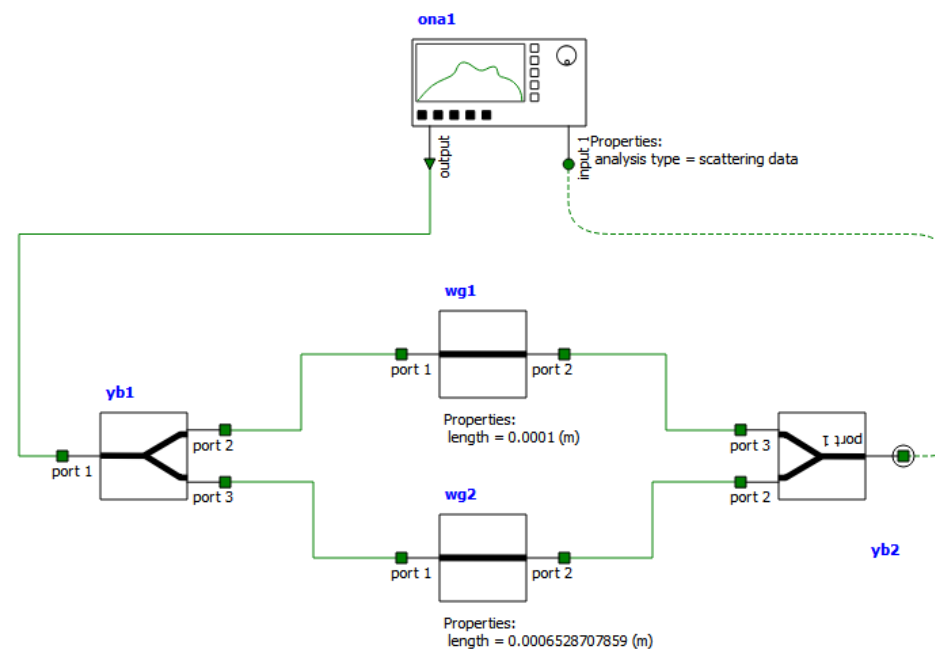 ona1
output
input 1
Properties:
analysis type = scattering data
wg1
port 1
port 2
Properties:
length = 0.0001 (m)
yb1
port 1
port 2
port 3
port 3
port 2
port 1
yb2
wg2
port 1
port 2
Properties:
length = 0.0006528707859 (m)